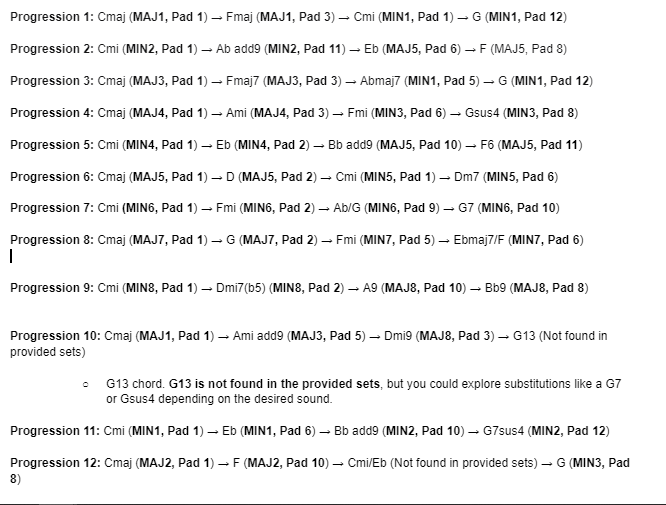 Progression 1: Cmaj (MAJ1, Pad 1) → Fmaj (MAJ1, Pad 3) → Cmi (MIN1, Pad 1) → G (MIN1, Pad 12)
Progression 2: Cmi (MIN2, Pad 1) → Ab add9 (MIN2, Pad 11) → Eb (MAJ5, Pad 6) → F (MAJ5, Pad 8)
Progression 3: Cmaj (MAJ3, Pad 1) → Fmaj7 (MAJ3, Pad 3) → Abmaj7 (MIN1, Pad 5) → G (MIN1, Pad 12)
Progression 4: Cmaj (MAJ4, Pad 1) → Ami (MAJ4, Pad 3) → Fmi (MIN3, Pad 6) → Gsus4 (MIN3, Pad 8)
Progression 5: Cmi (MIN4, Pad 1) → Eb (MIN4, Pad 2) → Bb add9 (MAJ5, Pad 10) → F6 (MAJ5, Pad 11)
Progression 6: Cmaj (MAJ5, Pad 1) → D (MAJ5, Pad 2) → Cmi (MIN5, Pad 1) → Dm7 (MIN5, Pad 6)
Progression 7: Cmi (MIN6, Pad 1) → Fmi (MIN6, Pad 2) → Ab/G (MIN6, Pad 9) → G7 (MIN6, Pad 10)
Progression 8: Cmaj (MAJ7, Pad 1) → G (MAJ7, Pad 2) → Fmi (MIN7, Pad 5) → Ebmaj7/F (MIN7, Pad 6)
Progression 9: Cmi (MIN8, Pad 1) → Dmi7(b5) (MIN8, Pad 2) → A9 (MAJ8, Pad 10) → Bb9 (MAJ8, Pad 8)
Progression 10: Cmaj (MAJ1, Pad 1) → Ami add9 (MAJ3, Pad 5) → Dmi9 (MAJ8, Pad 3) → G13 (Not found in
provided sets)
○ G13 chord. G13 is not found in the provided sets, but you could explore substitutions like a G7
or Gsus4 depending on the desired sound.
Progression 11: Cmi (MIN1, Pad 1) → Eb (MIN1, Pad 6) → Bb add9 (MIN2, Pad 10) → G7sus4 (MIN2, Pad 12)
Progression 12: Cmaj (MAJ2, Pad 1) → F (MAJ2, Pad 10) → Cmi/Eb (Not found in provided sets) → G (MIN3, Pad
8)